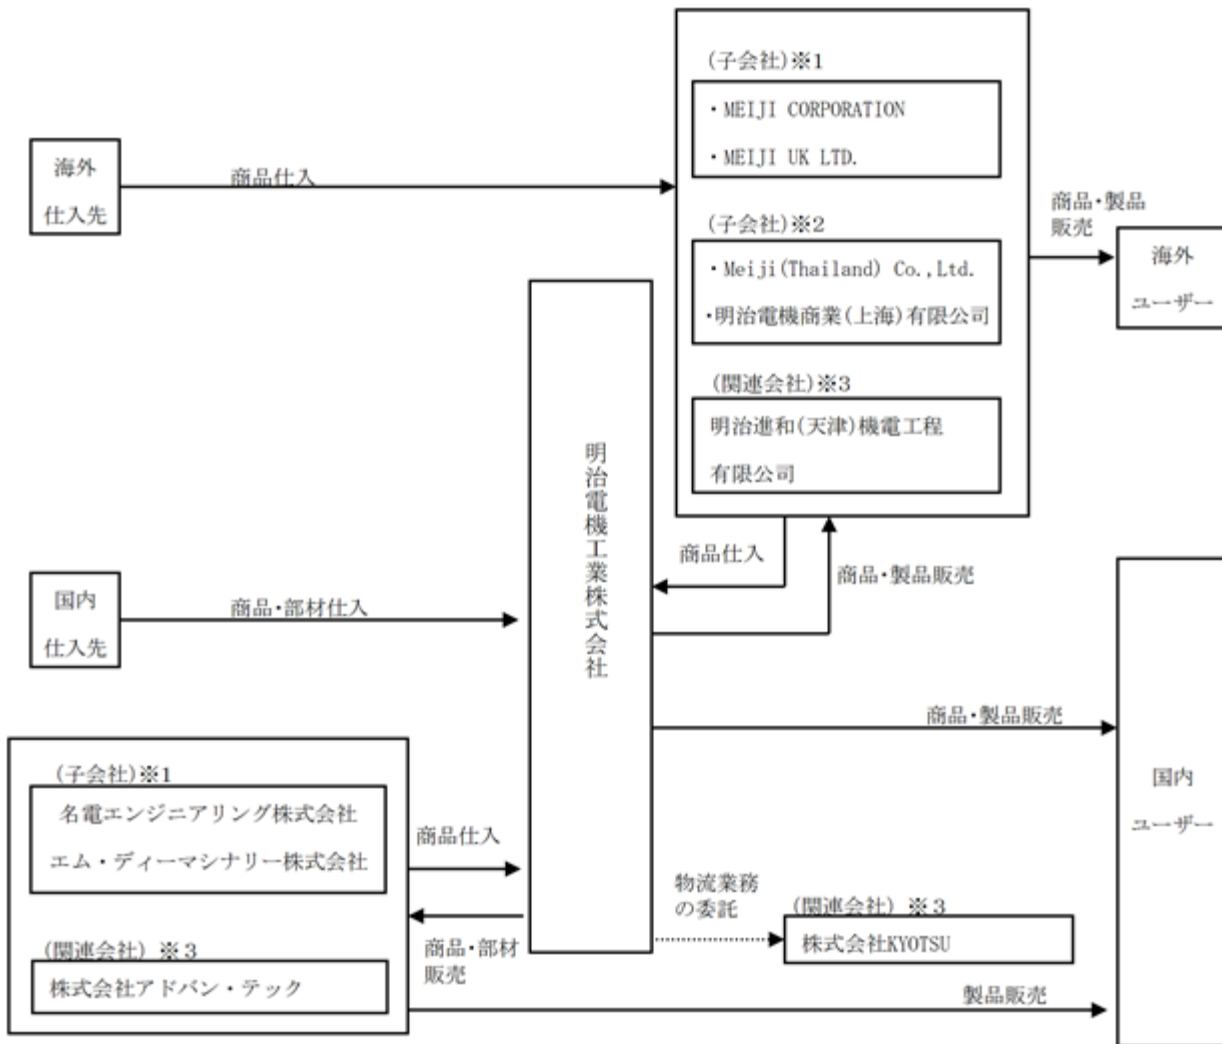 (子会社)※1
・MEIJI CORPORATION
・MEIJI UK LTD.
海外
仕入先
商品仕入
(子会社)※2
・Meiji(Thailand) Co.,Ltd.
・明治電機商業(上海)有限公司
商品・製品
販売
海外
ユーザー
(関連会社)※3
明治進和(天津)機電工程
有限公司
明治電機工業株式会社
商品仕入
商品・製品販売
国内
仕入先
商品・部材仕入
商品・製品販売
国内
ユーザー
(子会社)※1
名電エンジニアリング株式会社
エム・ディーマシナリー株式会社
商品仕入
商品・部材
販売
物流業務
の委託
(関連会社) ※3
株式会社KYOTSU
(関連会社) ※3
株式会社アドバン・テック
製品販売